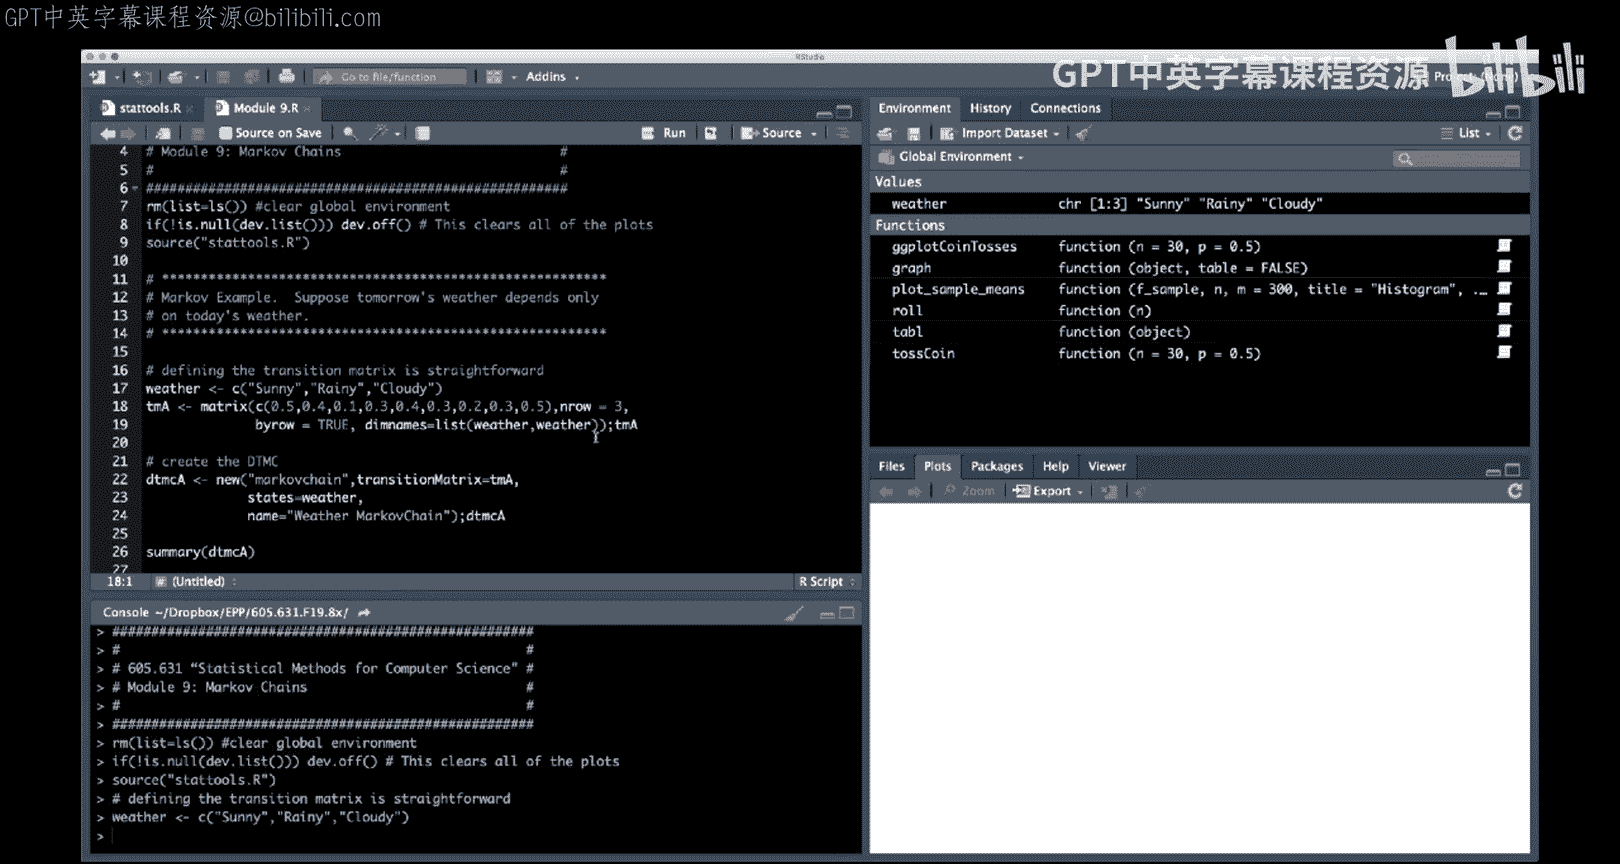 GPT中英字幕课程资源@bilibili.com
RStudio
GPT中英字幕课程资源 bilibili
Go to file/function
Addins
stattools.R
Module 9.R
Source on Save
Run
Source
4 # Module 9: Markov Chains #
5 # #
6 #######################################################
7 rm(list=ls()) #clear global environment
8 if(!is.null(dev.list())) dev.off() # This clears all of the plots
9 source("stattools.R")
10
11 # ***********************************************************
12 # Markov Example.  Suppose tomorrow's weather depends only
13 # on today's weather.
14 # ***********************************************************
15
16 # defining the transition matrix is straightforward
17 weather <- c("Sunny","Rainy","Cloudy")
18 tmA <- matrix(c(0.5,0.4,0.1,0.3,0.4,0.3,0.2,0.3,0.5),nrow = 3,
19 byrow = TRUE, dimnames=list(weather,weather));tmA
20
21 # create the DTMC
22 dtmcA <- new("markovchain",transitionMatrix=tmA,
23 states=weather,
24 name="Weather MarkovChain");dtmcA
25
26 summary(dtmcA)
27
18:1 (Untitled) R Script
Console ~/Dropbox/EPP/605.631.F19.8x/
> #######################################################
> # #
> # 605.631 “Statistical Methods for Computer Science" #
> # Module 9: Markov Chains #
> # #
> #######################################################
> rm(list=ls()) #clear global environment
> if(!is.null(dev.list())) dev.off() # This clears all of the plots
> source("stattools.R")
> # defining the transition matrix is straightforward
> weather <- c("Sunny","Rainy","Cloudy")
>
Environment History Connections
Import Dataset List
Global Environment
Values
weather chr [1:3] "Sunny" "Rainy" "Cloudy"
Functions
ggplotCoinTosses function (n = 30, p = 0.5)
graph function (object, table = FALSE)
plot_sample_means function (f_sample, n, m = 300, title = "Histogram", ...
roll function (n)
tabl function (object)
tossCoin function (n = 30, p = 0.5)
Files Plots Packages Help Viewer
Zoom Export